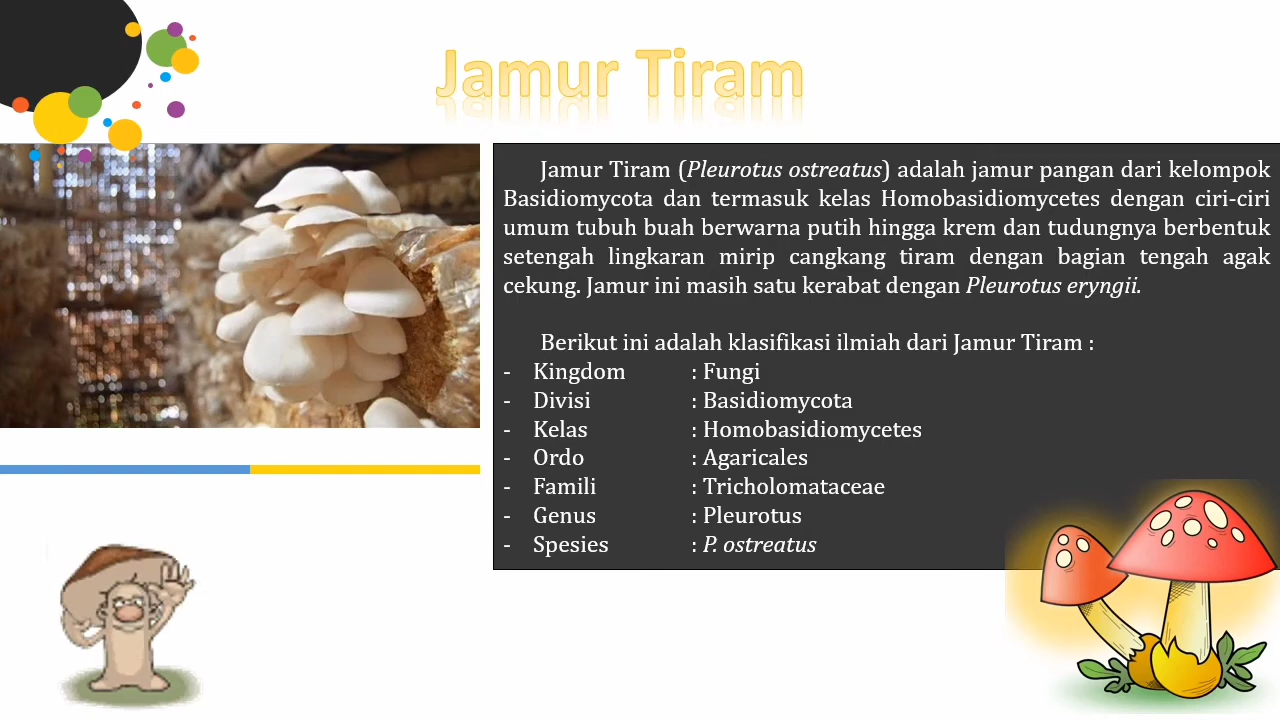 Jamur Tiram
Jamur Tiram (Pleurotus ostreatus) adalah jamur pangan dari kelompok
Basidiomycota dan termasuk kelas Homobasidiomycetes dengan ciri-ciri
umum tubuh buah berwarna putih hingga krem dan tudungnya berbentuk
setengah lingkaran mirip cangkang tiram dengan bagian tengah agak
cekung. Jamur ini masih satu kerabat dengan Pleurotus eryngii.
Berikut ini adalah klasifikasi ilmiah dari Jamur Tiram :
- Kingdom : Fungi
- Divisi : Basidiomycota
- Kelas : Homobasidiomycetes
- Ordo : Agaricales
- Famili : Tricholomataceae
- Genus : Pleurotus
- Spesies : P. ostreatus